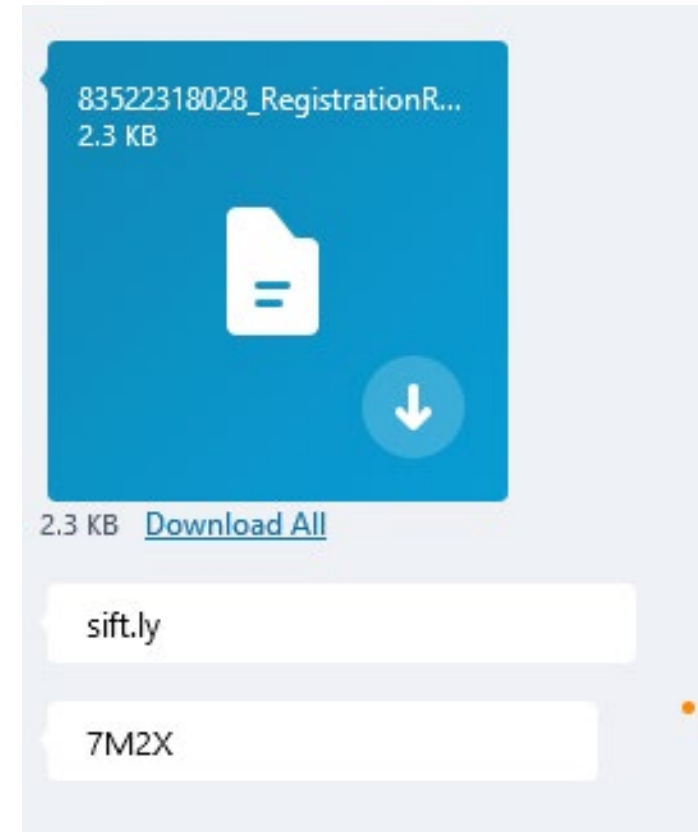 83522318028_RegistrationR...
2.3 KB
2.3 KB Download All
sift.ly
7M2X